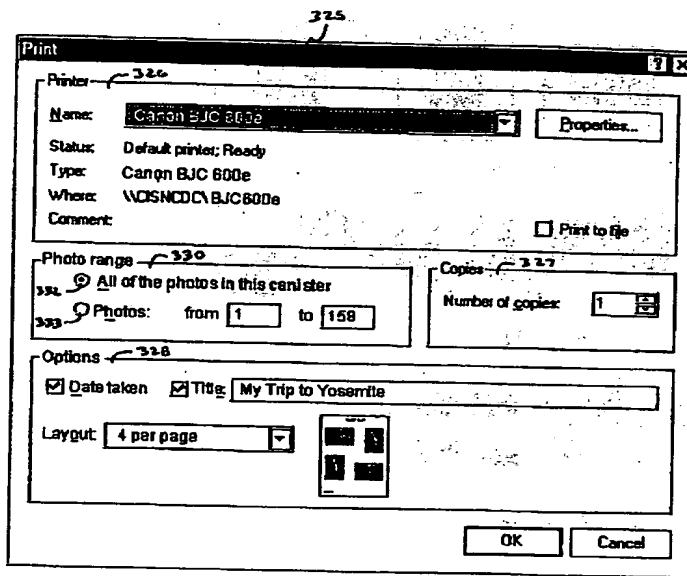 325
Print ? X
Printer 326
Name: Canon BJC 600e Properties...
Status: Default printer; Ready
Type: Canon BJC 600e
Where: \\CISNCDC\BJC600e
Comment: Print to file
Photo range 330
332 All of the photos in this canister
333 Photos: from 1 to 158
Copies 327
Number of copies: 1
Options 328
Date taken Title: My Trip to Yosemite
Layout: 4 per page
OK Cancel